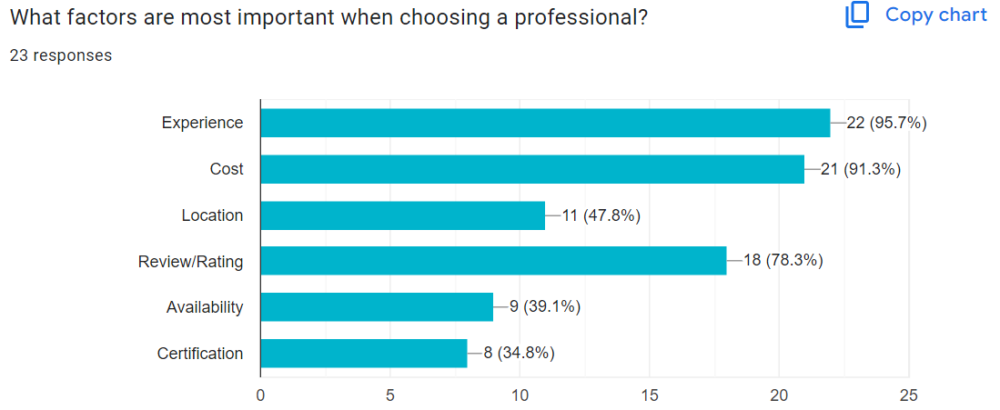 What factors are most important when choosing a professional?
Copy chart
23 responses
Experience 22 (95.7%)
Cost 21 (91.3%)
Location 11 (47.8%)
Review/Rating 18 (78.3%)
Availability 9 (39.1%)
Certification 8 (34.8%)
0 5 10 15 20 25